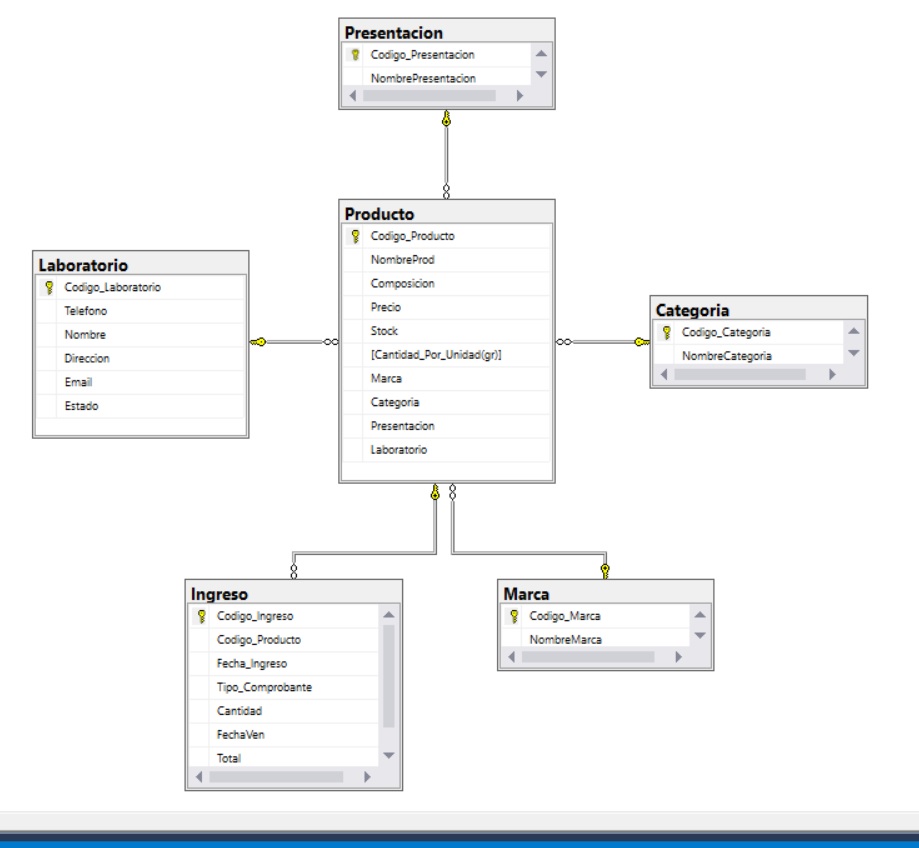 Presentacion
Codigo_Presentacion
NombrePresentacion
Producto
Codigo_Producto
NombreProd
Composicion
Precio
Stock
[Cantidad_Por_Unidad(gr)]
Marca
Categoria
Presentacion
Laboratorio
Laboratorio
Codigo_Laboratorio
Telefono
Nombre
Direccion
Email
Estado
Categoria
Codigo_Categoria
NombreCategoria
Ingreso
Codigo_Ingreso
Codigo_Producto
Fecha_Ingreso
Tipo_Comprobante
Cantidad
FechaVen
Total
Marca
Codigo_Marca
NombreMarca